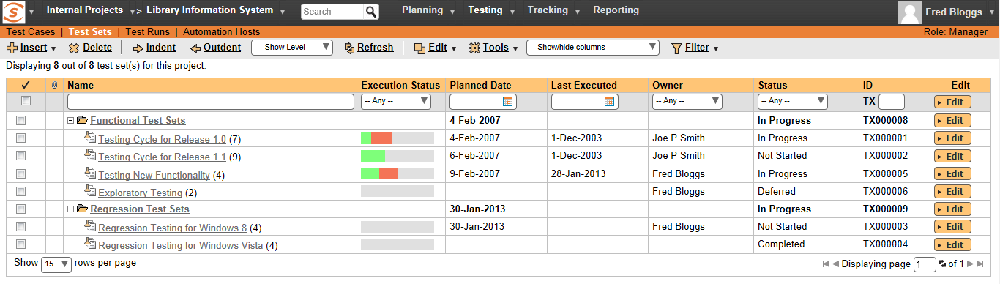 Internal Projects > Library Information System Search Planning Testing Tracking Reporting Fred Bloggs
Test Cases | Test Sets | Test Runs | Automation Hosts Role: Manager
Insert Delete Indent Outdent --- Show Level --- Refresh Edit Tools -- Show/hide columns -- Filter
Displaying 8 out of 8 test set(s) for this project.
Name Execution Status Planned Date Last Executed Owner Status ID Edit
-- Any -- -- Any -- -- Any -- TX Edit
Functional Test Sets 4-Feb-2007 In Progress TX000008 Edit
Testing Cycle for Release 1.0 (7) 4-Feb-2007 1-Dec-2003 Joe P Smith In Progress TX000001 Edit
Testing Cycle for Release 1.1 (9) 6-Feb-2007 1-Dec-2003 Joe P Smith Not Started TX000002 Edit
Testing New Functionality (4) 9-Feb-2007 28-Jan-2013 Fred Bloggs In Progress TX000005 Edit
Exploratory Testing (2) Fred Bloggs Deferred TX000006 Edit
Regression Test Sets 30-Jan-2013 In Progress TX000009 Edit
Regression Testing for Windows 8 (4) 30-Jan-2013 Fred Bloggs Not Started TX000003 Edit
Regression Testing for Windows Vista (4) Completed TX000004 Edit
Show 15 rows per page Displaying page 1 of 1